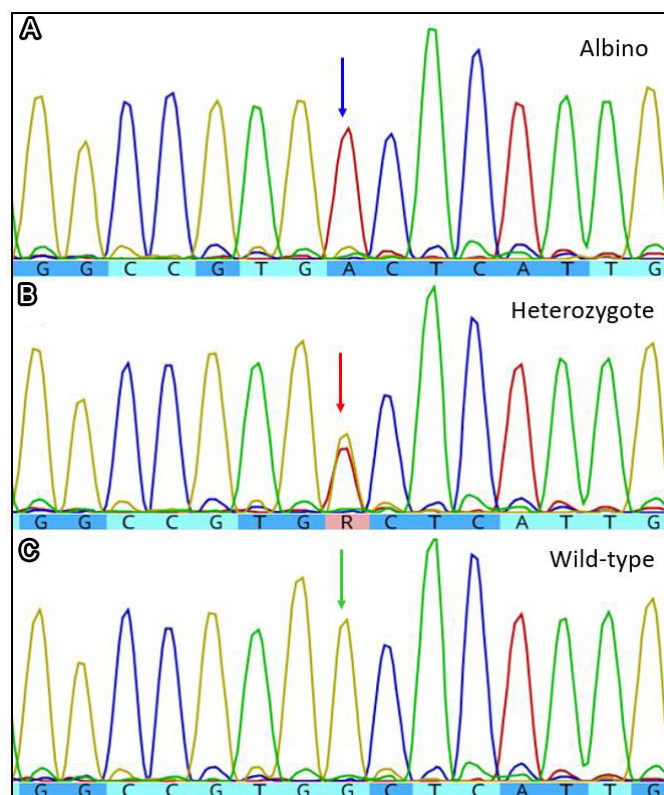 A
Albino
G G C C G T G A C T C A T T G
B
Heterozygote
G G C C G T G R C T C A T T G
C
Wild-type
G G C C G T G G C T C A T T G